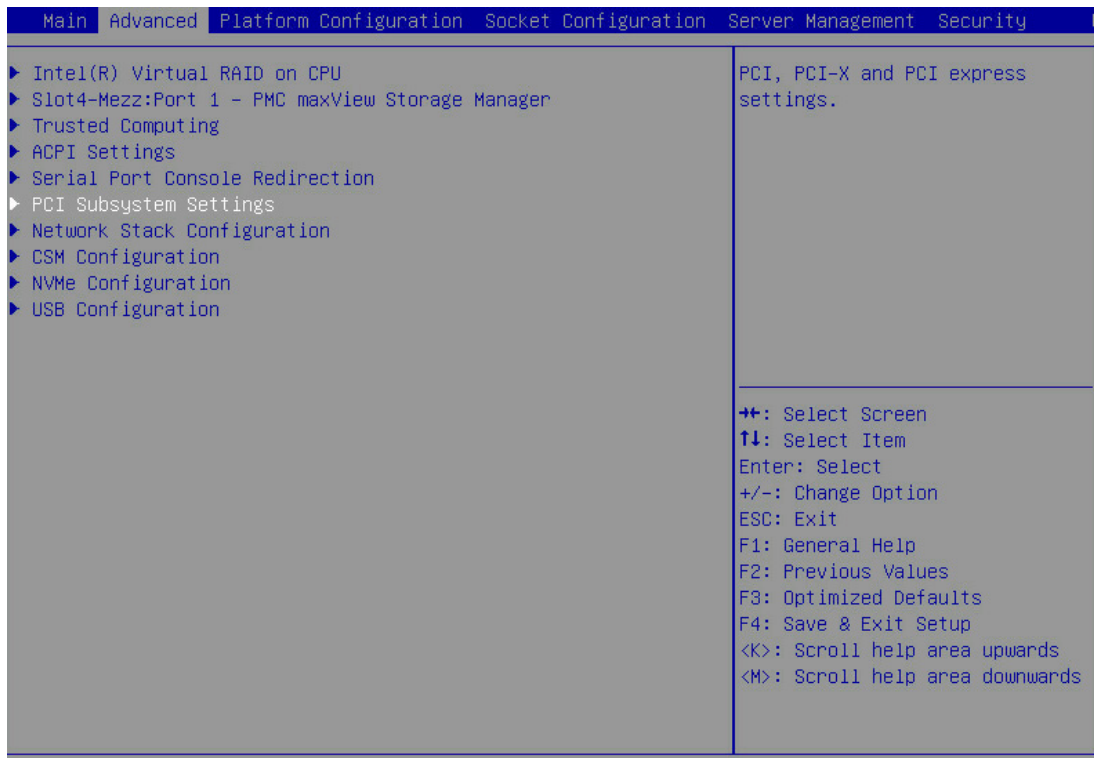 Main Advanced Platform Configuration Socket Configuration Server Management Security
Intel(R) Virtual RAID on CPU
Slot4-Mezz:Port 1 - PMC maxView Storage Manager
Trusted Computing
ACPI Settings
Serial Port Console Redirection
PCI Subsystem Settings
Network Stack Configuration
CSM Configuration
NVMe Configuration
USB Configuration
PCI, PCI-X and PCI express
settings.
→←: Select Screen
↑↓: Select Item
Enter: Select
+/-: Change Option
ESC: Exit
F1: General Help
F2: Previous Values
F3: Optimized Defaults
F4: Save & Exit Setup
<K>: Scroll help area upwards
<M>: Scroll help area downwards